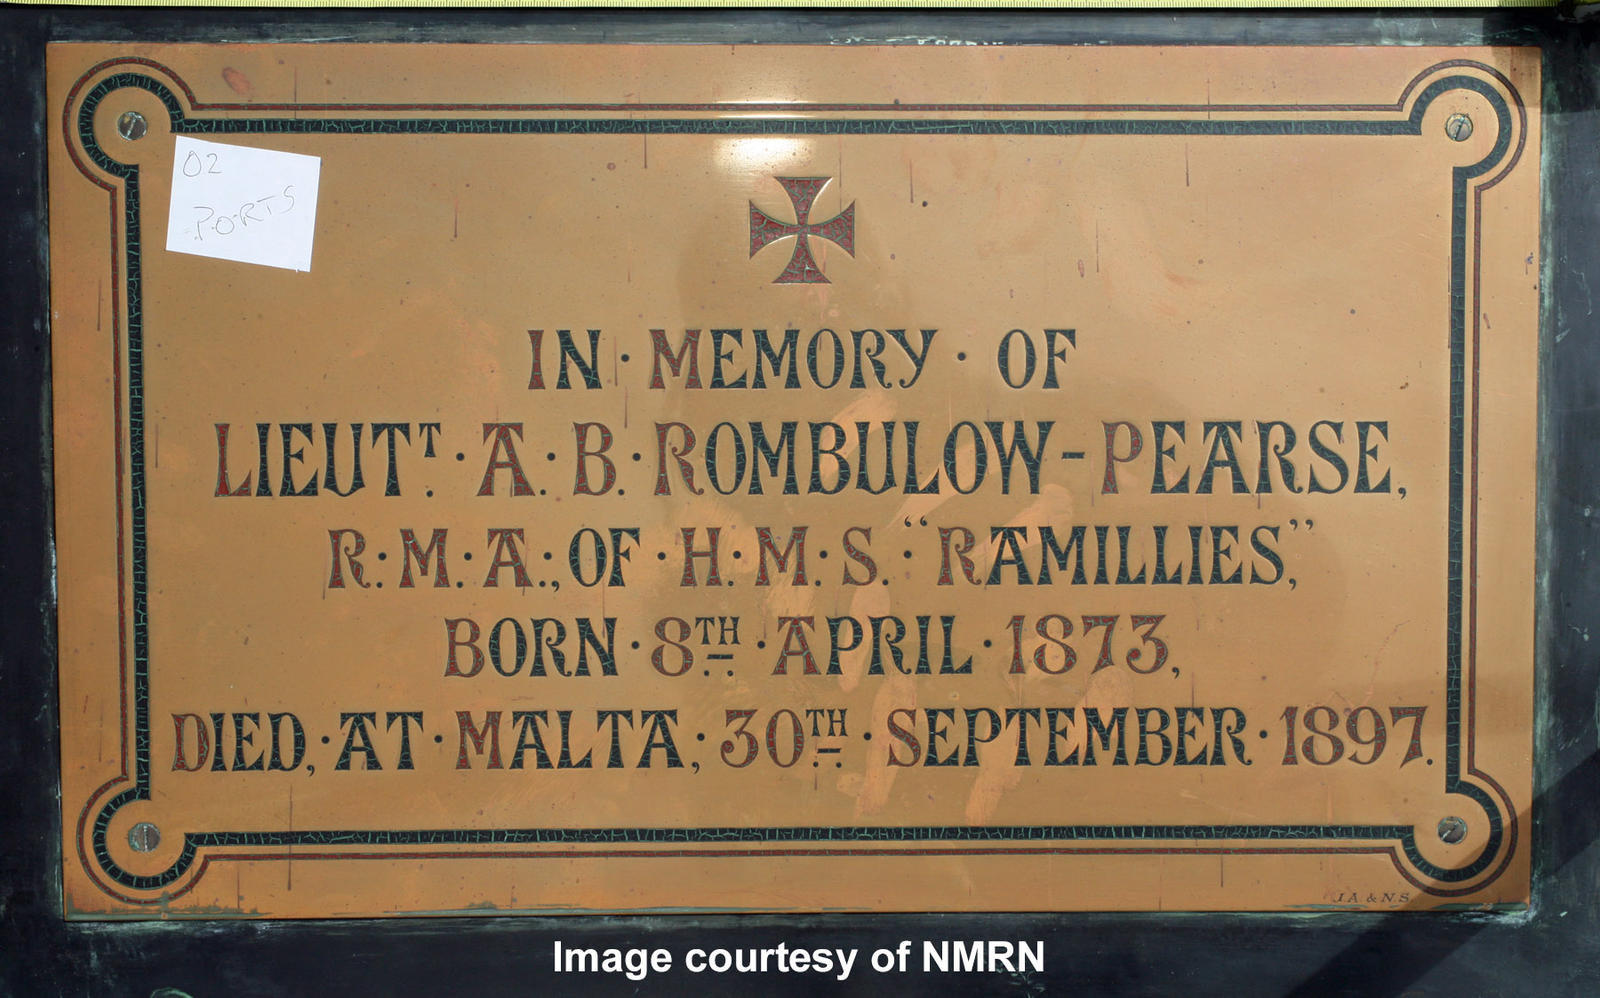 02
PORTS
IN · MEMORY · OF
LIEUTT. · A. · B. · ROMBULOW - PEARSE,
R. · M. · A., OF · H. · M. · S. · "RAMILLIES,"
BORN · 8TH · APRIL · 1873,
DIED, · AT · MALTA, · 30TH · SEPTEMBER · 1897.
J.A. & N.S.
Image courtesy of NMRN